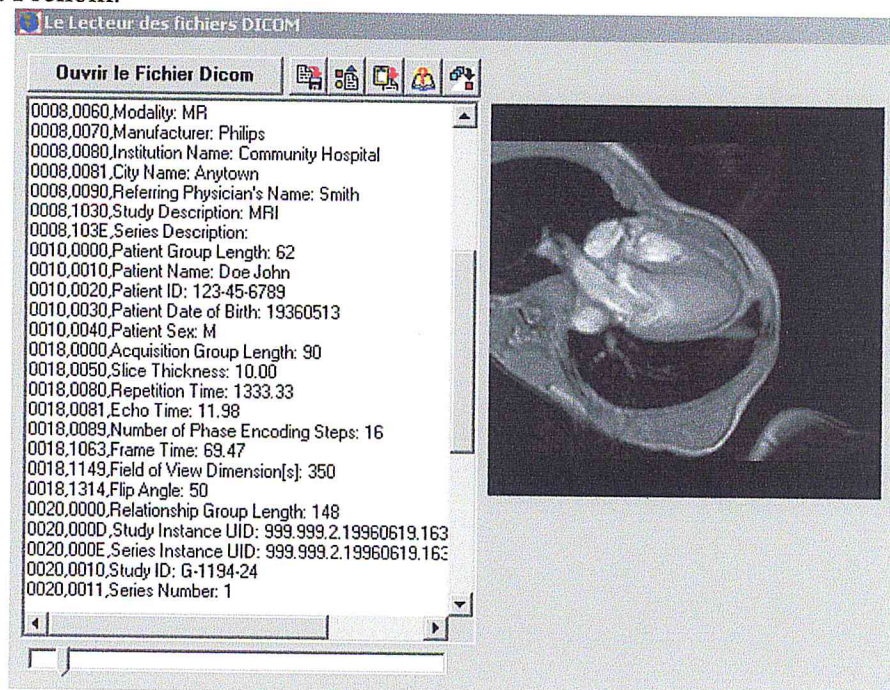 Le Lecteur des fichiers DICOM
Ouvrir le Fichier Dicom
0008,0060,Modality: MR
0008,0070,Manufacturer: Philips
0008,0080,Institution Name: Community Hospital
0008,0081,City Name: Anytown
0008,0090,Referring Physician's Name: Smith
0008,1030,Study Description: MRI
0008,103E,Series Description:
0010,0000,Patient Group Length: 62
0010,0010,Patient Name: Doe John
0010,0020,Patient ID: 123-45-6789
0010,0030,Patient Date of Birth: 19360513
0010,0040,Patient Sex: M
0018,0000,Acquisition Group Length: 90
0018,0050,Slice Thickness: 10.00
0018,0080,Repetition Time: 1333.33
0018,0081,Echo Time: 11.98
0018,0089,Number of Phase Encoding Steps: 16
0018,1063,Frame Time: 69.47
0018,1149,Field of View Dimension[s]: 350
0018,1314,Flip Angle: 50
0020,0000,Relationship Group Length: 148
0020,000D,Study Instance UID: 999.999.2.19960619.163
0020,000E,Series Instance UID: 999.999.2.19960619.163
0020,0010,Study ID: G-1194-24
0020,0011,Series Number: 1